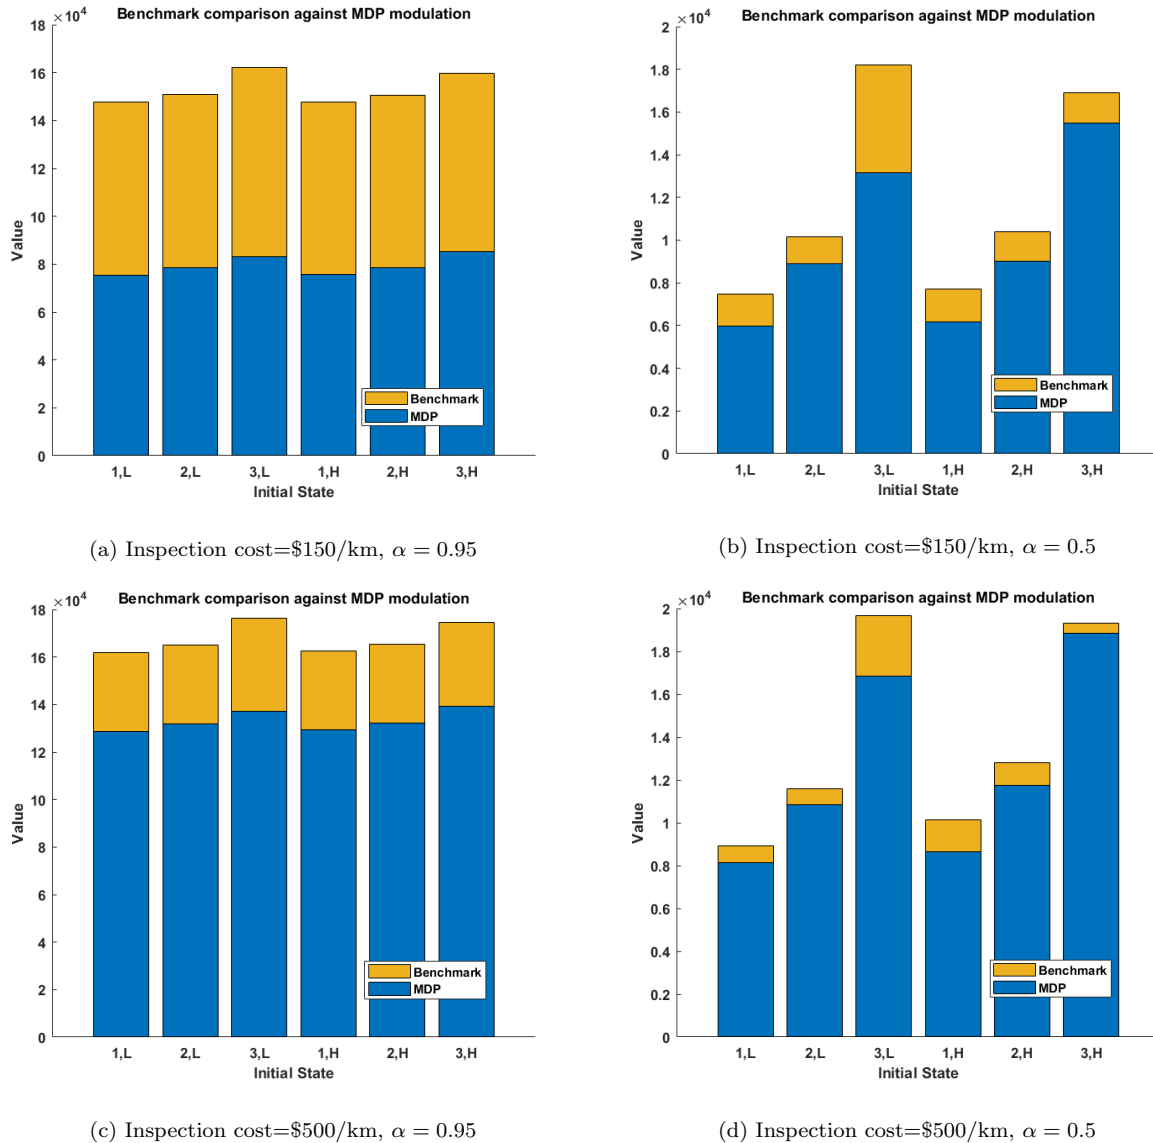 Benchmark comparison against MDP modulation
×10⁴
18
16
14
12
10
8
6
4
2
0
Value
Benchmark
MDP
1,L 2,L 3,L 1,H 2,H 3,H
Initial State
(a) Inspection cost=$150/km, α = 0.95
Benchmark comparison against MDP modulation
×10⁴
2
1.8
1.6
1.4
1.2
1
0.8
0.6
0.4
0.2
0
Value
Benchmark
MDP
1,L 2,L 3,L 1,H 2,H 3,H
Initial State
(b) Inspection cost=$150/km, α = 0.5
Benchmark comparison against MDP modulation
×10⁴
18
16
14
12
10
8
6
4
2
0
Value
Benchmark
MDP
1,L 2,L 3,L 1,H 2,H 3,H
Initial State
(c) Inspection cost=$500/km, α = 0.95
Benchmark comparison against MDP modulation
×10⁴
2
1.8
1.6
1.4
1.2
1
0.8
0.6
0.4
0.2
0
Value
Benchmark
MDP
1,L 2,L 3,L 1,H 2,H 3,H
Initial State
(d) Inspection cost=$500/km, α = 0.5